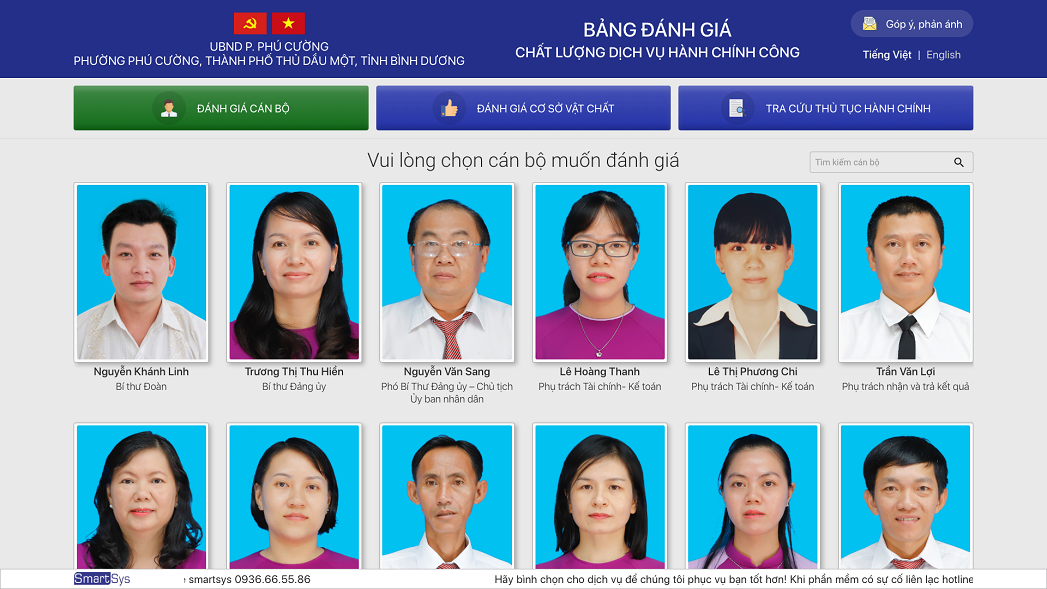 UBND P. PHÚ CƯỜNG
PHƯỜNG PHÚ CƯỜNG, THÀNH PHỐ THỦ DẦU MỘT, TỈNH BÌNH DƯƠNG
BẢNG ĐÁNH GIÁ
CHẤT LƯỢNG DỊCH VỤ HÀNH CHÍNH CÔNG
Góp ý, phản ánh
Tiếng Việt | English
ĐÁNH GIÁ CÁN BỘ
ĐÁNH GIÁ CƠ SỞ VẬT CHẤT
TRA CỨU THỦ TỤC HÀNH CHÍNH
Vui lòng chọn cán bộ muốn đánh giá
Tìm kiếm cán bộ
Nguyễn Khánh Linh
Bí thư Đoàn
Trương Thị Thu Hiền
Bí thư Đảng ủy
Nguyễn Văn Sang
Phó Bí Thư Đảng ủy – Chủ tịch
Ủy ban nhân dân
Lê Hoàng Thanh
Phụ trách Tài chính- Kế toán
Lê Thị Phương Chi
Phụ trách Tài chính- Kế toán
Trần Văn Lợi
Phụ trách nhận và trả kết quả
SmartSys
smartsys 0936.66.55.86
Hãy bình chọn cho dịch vụ để chúng tôi phục vụ bạn tốt hơn! Khi phần mềm có sự cố liên lạc hotline